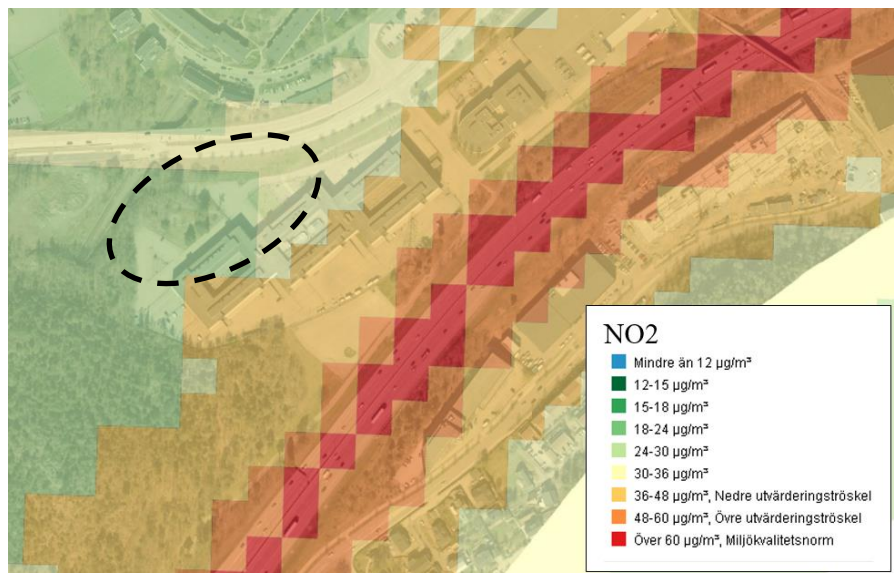 NO2
Mindre än 12 µg/m³
12-15 µg/m³
15-18 µg/m³
18-24 µg/m³
24-30 µg/m³
30-36 µg/m³
36-48 µg/m³, Nedre utvärderingströskel
48-60 µg/m³, Övre utvärderingströskel
Över 60 µg/m³, Miljökvalitetsnorm